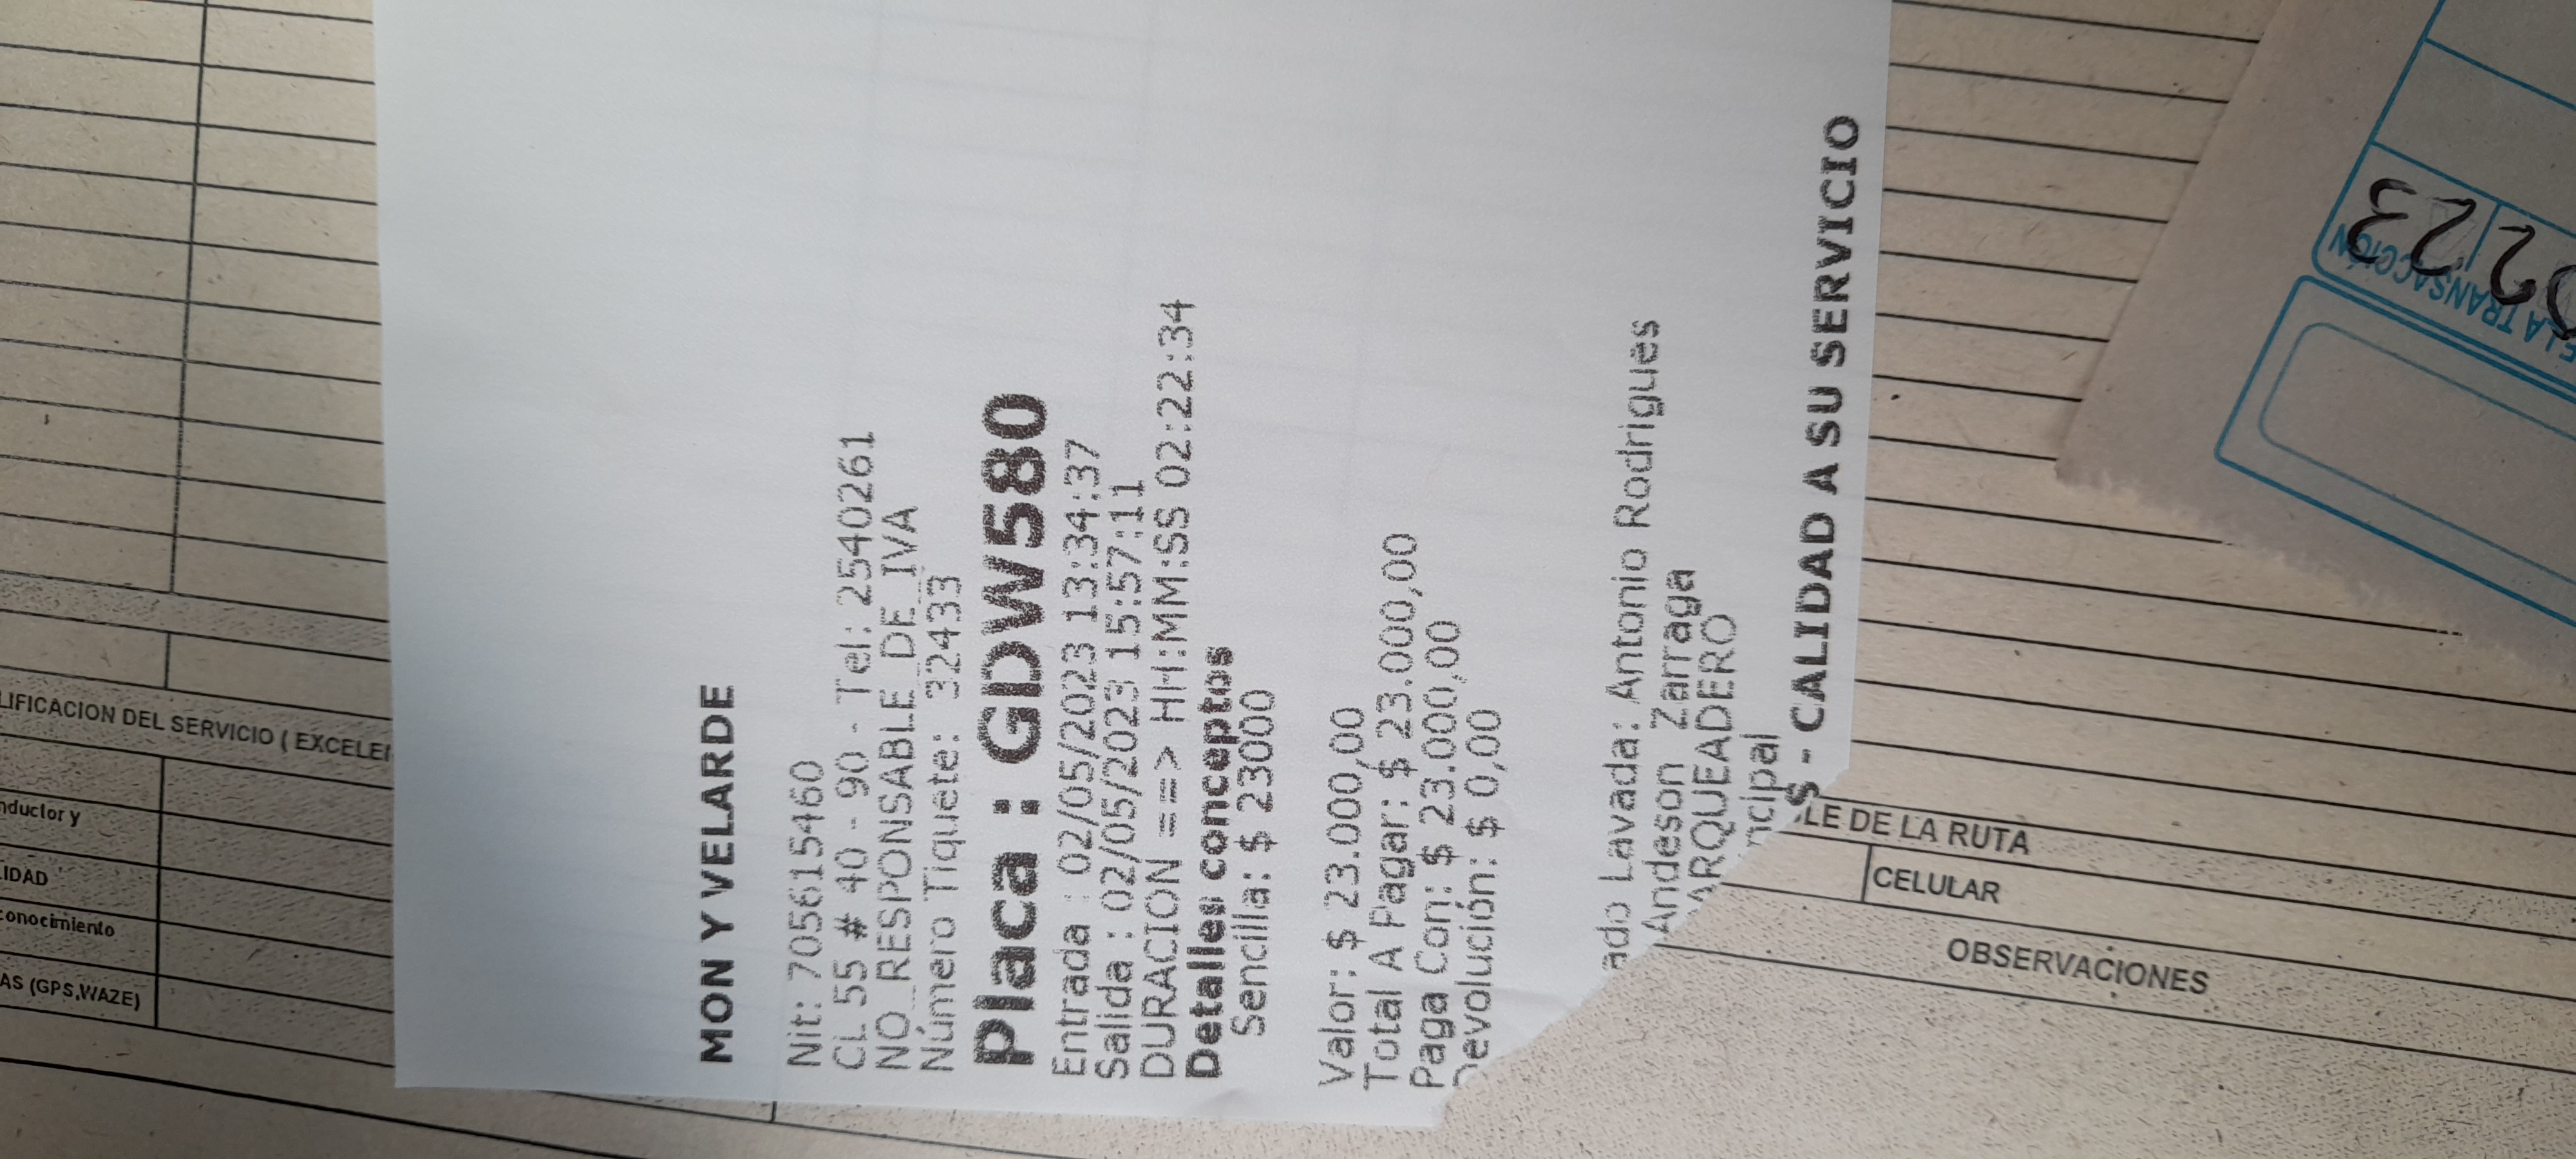 MON Y VELARDE
Nit: 705615460
CL 55 # 40 - 90 - Tel: 2540261
NO_RESPONSABLE_DE_IVA
Número Tiquete: 32433
Placa : GDW580
Entrada : 02/05/2023 13:34:37
Salida : 02/05/2023 15:57:11
DURACION ==> HH:MM:SS 02:22:34
Detalles conceptos
Sencilla: $ 23000
Valor: $ 23.000,00
Total A Pagar: $ 23.000,00
Paga Con: $ 23.000,00
Devolución: $ 0,00
ado Lavada: Antonio Rodrigues
Andeson Zarraga
ARQUEADERO
ncipal
S - CALIDAD A SU SERVICIO
LIFICACION DEL SERVICIO ( EXCELE
nductor y
LIDAD
conocimiento
AS (GPS,WAZE)
LE DE LA RUTA
CELULAR
OBSERVACIONES
E LA TRANSACCIÓN
223